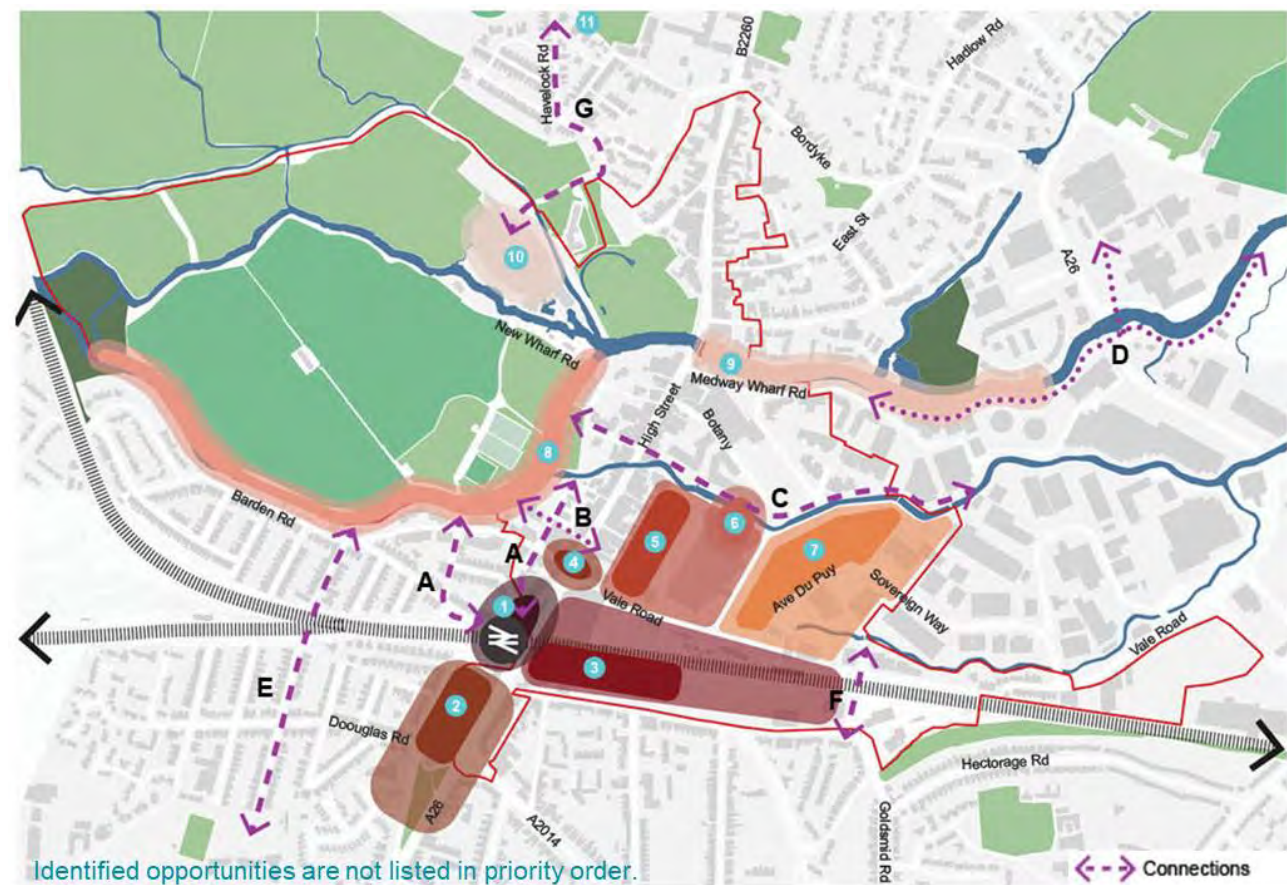 11
B2260
Havelock Rd
Hadlow Rd
G
Bordyke
East St
A26
10
New Wharf Rd
D
9
Medway Wharf Rd
High Street
Botany
8
C
Barden Rd
B
6
5
A
A
4
7
Ave Du Puy
1
Vale Road
Sovereign Way
Vale Road
3
E
F
2
Doouglas Rd
Hectorage Rd
A26
A2014
Goldsmid Rd
Identified opportunities are not listed in priority order.
Connections